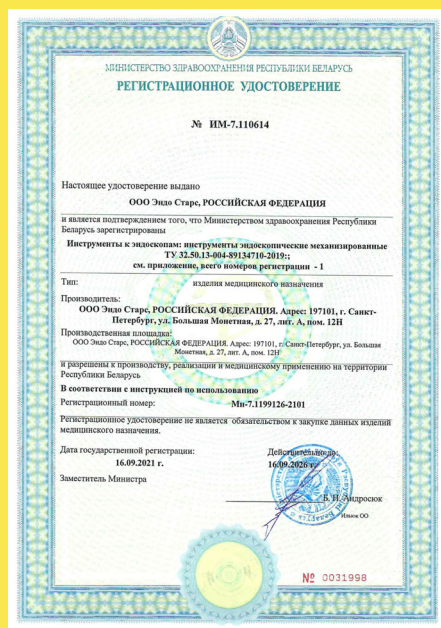 МИНИСТЕРСТВО ЗДРАВООХРАНЕНИЯ РЕСПУБЛИКИ БЕЛАРУСЬ
РЕГИСТРАЦИОННОЕ УДОСТОВЕРЕНИЕ
№ ИМ-7.110614
Настоящее удостоверение выдано
ООО Эндо Старс, РОССИЙСКАЯ ФЕДЕРАЦИЯ
и является подтверждением того, что Министерством здравоохранения Республики
Беларусь зарегистрированы
Инструменты к эндоскопам: инструменты эндоскопические механизированные
ТУ 32.50.13-004-89134710-2019:;
см. приложение, всего номеров регистрации - 1
Тип: изделия медицинского назначения
Производитель:
ООО Эндо Старс, РОССИЙСКАЯ ФЕДЕРАЦИЯ. Адрес: 197101, г. Санкт-
Петербург, ул. Большая Монетная, д. 27, лит. А, пом. 12Н
Производственная площадка:
ООО Эндо Старс, РОССИЙСКАЯ ФЕДЕРАЦИЯ. Адрес: 197101, г. Санкт-Петербург, ул. Большая
Монетная, д. 27, лит. А, пом. 12Н
и разрешены к производству, реализации и медицинскому применению на территории
Республики Беларусь
В соответствии с инструкцией по использованию
Регистрационный номер: Мн-7.1199126-2101
Регистрационное удостоверение не является обязательством к закупке данных изделий
медицинского назначения.
Дата государственной регистрации: Действительно до:
16.09.2021 г. 16.09.2026 г.
Заместитель Министра
Б. И. Андросюк
Ильюк ОО
№ 0031998